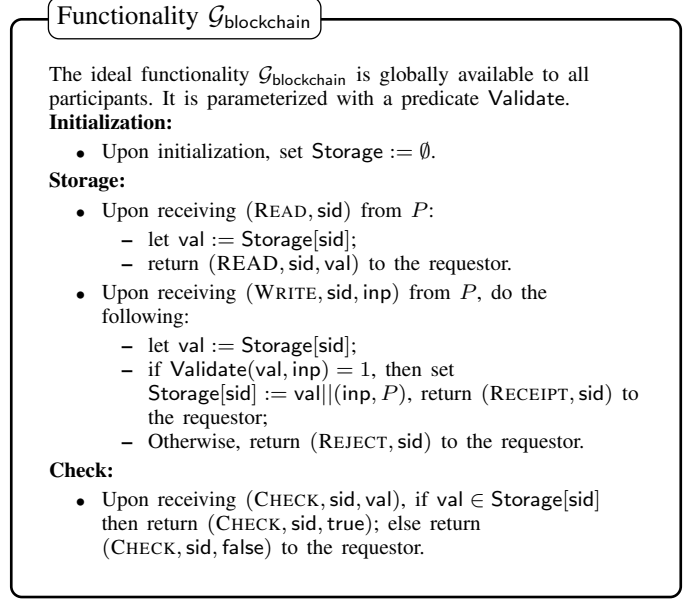 Functionality 𝒢blockchain
The ideal functionality 𝒢blockchain is globally available to all
participants. It is parameterized with a predicate Validate.
Initialization:
• Upon initialization, set Storage := ∅.
Storage:
• Upon receiving (READ, sid) from P:
– let val := Storage[sid];
– return (READ, sid, val) to the requestor.
• Upon receiving (WRITE, sid, inp) from P, do the
following:
– let val := Storage[sid];
– if Validate(val, inp) = 1, then set
Storage[sid] := val||(inp, P), return (RECEIPT, sid) to
the requestor;
– Otherwise, return (REJECT, sid) to the requestor.
Check:
• Upon receiving (CHECK, sid, val), if val ∈ Storage[sid]
then return (CHECK, sid, true); else return
(CHECK, sid, false) to the requestor.